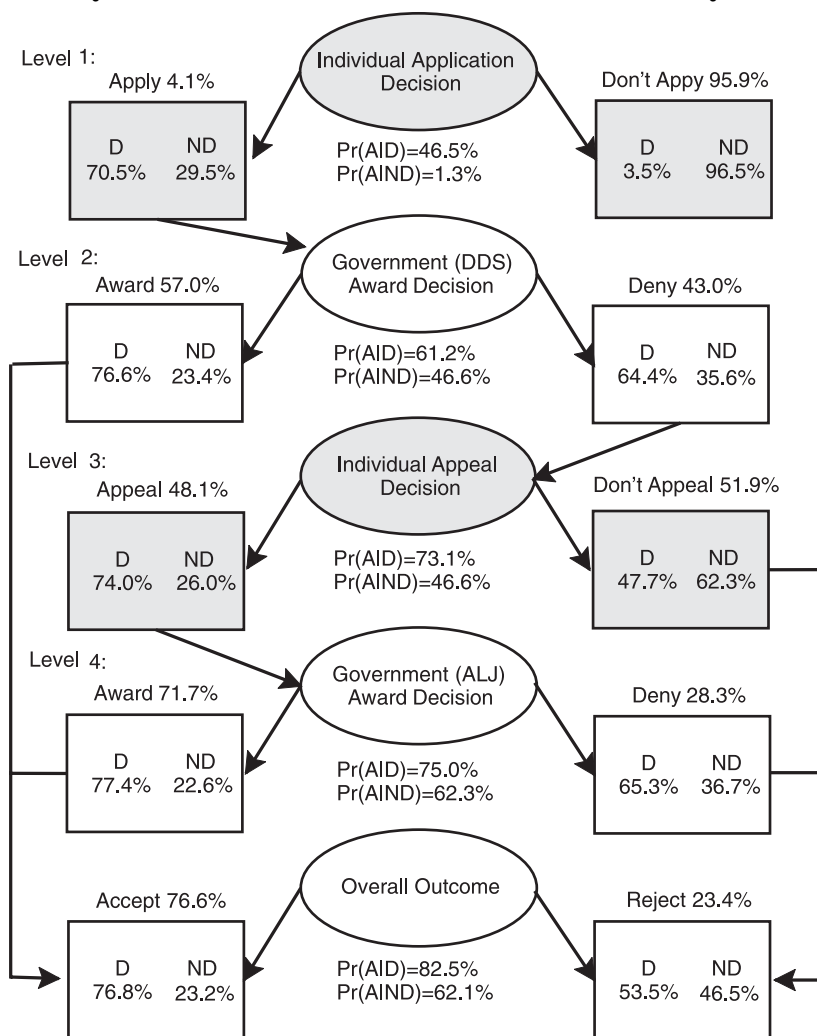 Level 1:
Individual Application
Decision
Apply 4.1%
Don't Appy 95.9%
D ND
70.5% 29.5%
Pr(AID)=46.5%
Pr(AIND)=1.3%
D ND
3.5% 96.5%
Level 2:
Government (DDS)
Award Decision
Award 57.0%
Deny 43.0%
D ND
76.6% 23.4%
Pr(AID)=61.2%
Pr(AIND)=46.6%
D ND
64.4% 35.6%
Level 3:
Individual Appeal
Decision
Appeal 48.1%
Don't Appeal 51.9%
D ND
74.0% 26.0%
Pr(AID)=73.1%
Pr(AIND)=46.6%
D ND
47.7% 62.3%
Level 4:
Government (ALJ)
Award Decision
Award 71.7%
Deny 28.3%
D ND
77.4% 22.6%
Pr(AID)=75.0%
Pr(AIND)=62.3%
D ND
65.3% 36.7%
Overall Outcome
Accept 76.6%
Reject 23.4%
D ND
76.8% 23.2%
Pr(AID)=82.5%
Pr(AIND)=62.1%
D ND
53.5% 46.5%